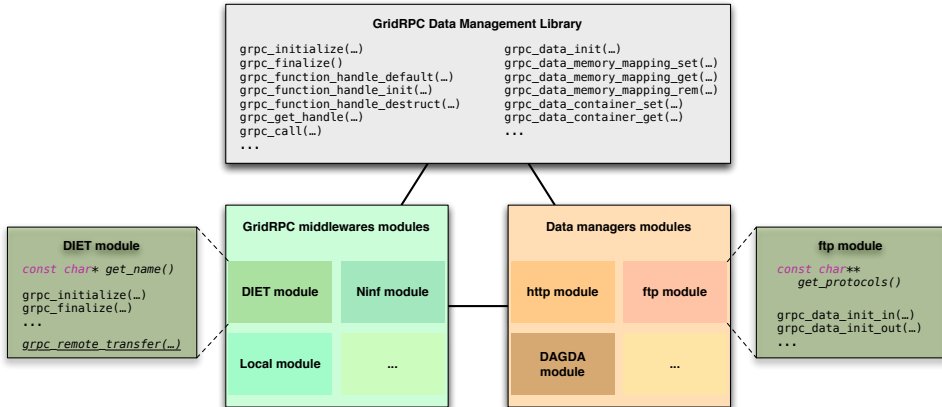 GridRPC Data Management Library
grpc_initialize(…)
grpc_finalize()
grpc_function_handle_default(…)
grpc_function_handle_init(…)
grpc_function_handle_destruct(…)
grpc_get_handle(…)
grpc_call(…)
...
grpc_data_init(…)
grpc_data_memory_mapping_set(…)
grpc_data_memory_mapping_get(…)
grpc_data_memory_mapping_rem(…)
grpc_data_container_set(…)
grpc_data_container_get(…)
...
DIET module
const char* get_name()
grpc_initialize(…)
grpc_finalize(…)
...
grpc_remote_transfer(…)
GridRPC middlewares modules
DIET module
Ninf module
Local module
...
Data managers modules
http module
ftp module
DAGDA
module
...
ftp module
const char**
get_protocols()
grpc_data_init_in(…)
grpc_data_init_out(…)
...